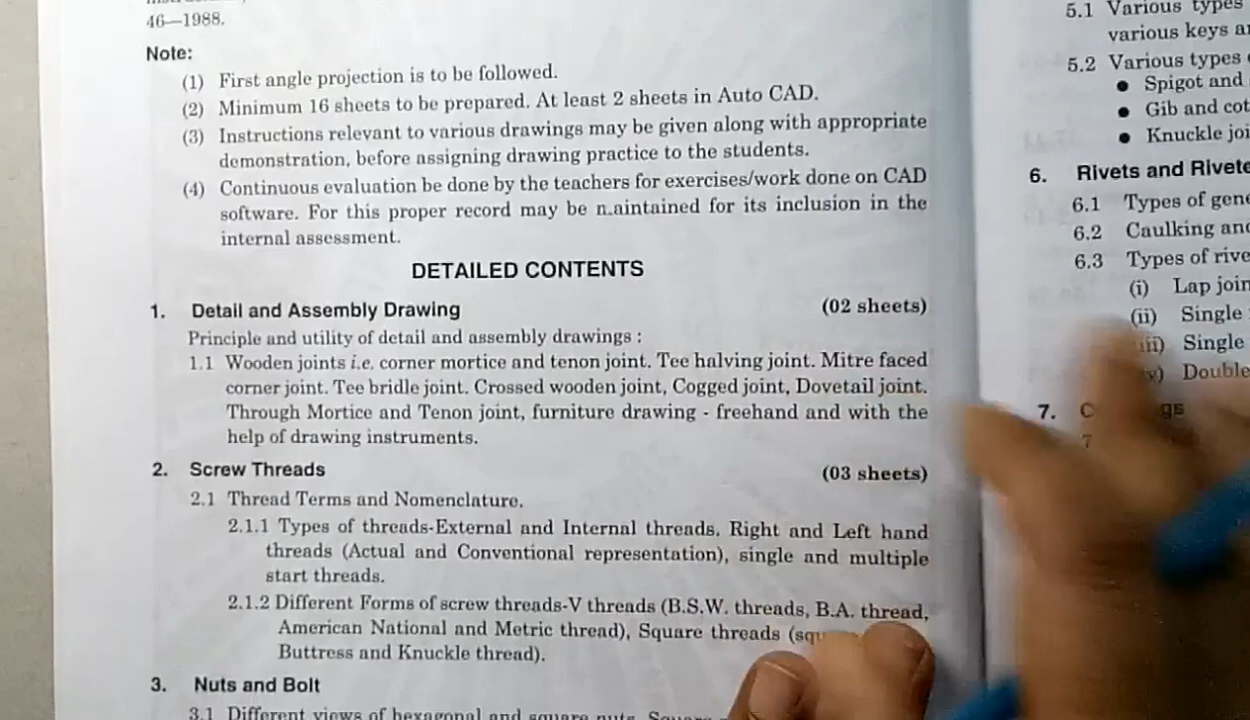 46—1988.
Note:
(1) First angle projection is to be followed.
(2) Minimum 16 sheets to be prepared. At least 2 sheets in Auto CAD.
(3) Instructions relevant to various drawings may be given along with appropriate
demonstration, before assigning drawing practice to the students.
(4) Continuous evaluation be done by the teachers for exercises/work done on CAD
software. For this proper record may be n.aintained for its inclusion in the
internal assessment.
DETAILED CONTENTS
1. Detail and Assembly Drawing (02 sheets)
Principle and utility of detail and assembly drawings :
1.1 Wooden joints i.e. corner mortice and tenon joint. Tee halving joint. Mitre faced
corner joint. Tee bridle joint. Crossed wooden joint, Cogged joint, Dovetail joint.
Through Mortice and Tenon joint, furniture drawing - freehand and with the
help of drawing instruments.
2. Screw Threads (03 sheets)
2.1 Thread Terms and Nomenclature.
2.1.1 Types of threads-External and Internal threads, Right and Left hand
threads (Actual and Conventional representation), single and multiple
start threads.
2.1.2 Different Forms of screw threads-V threads (B.S.W. threads, B.A. thread,
American National and Metric thread), Square threads (squ
Buttress and Knuckle thread).
3. Nuts and Bolt
3.1 Different views of hexagonal and square nuts.
5.1 Various types
various keys
5.2 Various types
• Spigot and
• Gib and cot
• Knuckle joi
6. Rivets and Rivete
6.1 Types of gene
6.2 Caulking and
6.3 Types of rive
(i) Lap join
(ii) Single
iii) Single
v) Double
7. C gs
7